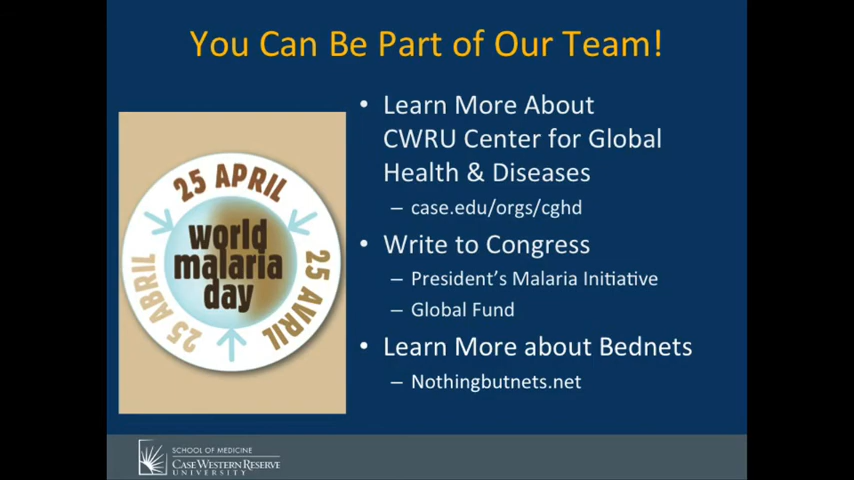 You Can Be Part of Our Team!
• Learn More About
CWRU Center for Global
Health & Diseases
– case.edu/orgs/cghd
• Write to Congress
– President's Malaria Initiative
– Global Fund
• Learn More about Bednets
– Nothingbutnets.net
25 APRIL
world
malaria
day
25 ABRIL
25 AVRIL
SCHOOL OF MEDICINE
CASE WESTERN RESERVE
UNIVERSITY